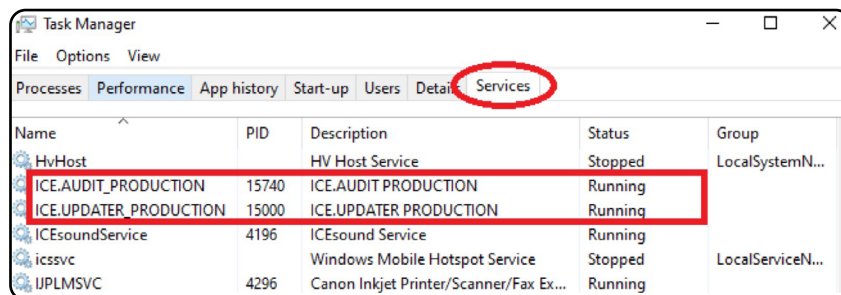 Task Manager
File Options View
Processes Performance App history Start-up Users Details Services
Name PID Description Status Group
HvHost HV Host Service Stopped LocalSystemN...
ICE.AUDIT_PRODUCTION 15740 ICE.AUDIT PRODUCTION Running
ICE.UPDATER_PRODUCTION 15000 ICE.UPDATER PRODUCTION Running
ICEsoundService 4196 ICEsound Service Running
icssvc Windows Mobile Hotspot Service Stopped LocalServiceN...
IJPLMSVC 4296 Canon Inkjet Printer/Scanner/Fax Ex... Running